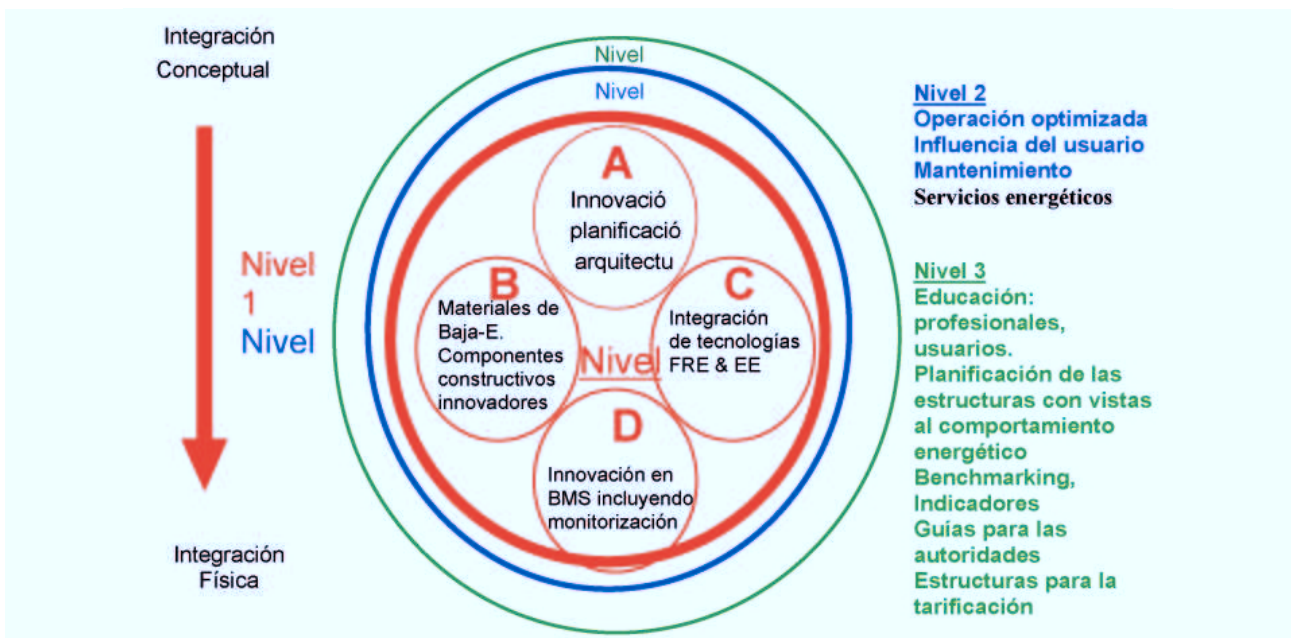 Integración
Conceptual
Nivel
1
Nivel
Integración
Física
Nivel
Nivel
A
Innovació
planificació
arquitectu
B
Materiales de
Baja-E.
Componentes
constructivos
innovadores
Nivel
C
Integración
de tecnologías
FRE & EE
D
Innovación en
BMS incluyendo
monitorización
Nivel 2
Operación optimizada
Influencia del usuario
Mantenimiento
Servicios energéticos
Nivel 3
Educación:
profesionales,
usuarios.
Planificación de las
estructuras con vistas
al comportamiento
energético
Benchmarking,
Indicadores
Guías para las
autoridades
Estructuras para la
tarificación